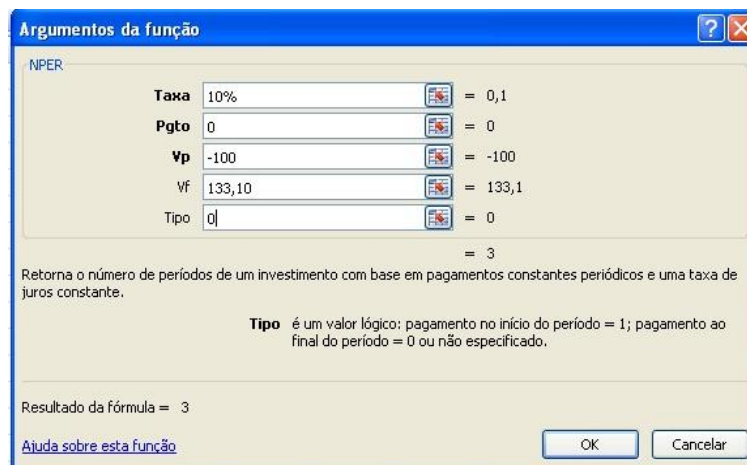 Argumentos da função
NPER
Taxa 10% = 0,1
Pgto 0 = 0
Vp -100 = -100
Vf 133,10 = 133,1
Tipo 0 = 0
= 3
Retorna o número de períodos de um investimento com base em pagamentos constantes periódicos e uma taxa de
juros constante.
Tipo é um valor lógico: pagamento no início do período = 1; pagamento ao
final do período = 0 ou não especificado.
Resultado da fórmula = 3
Ajuda sobre esta função
OK Cancelar